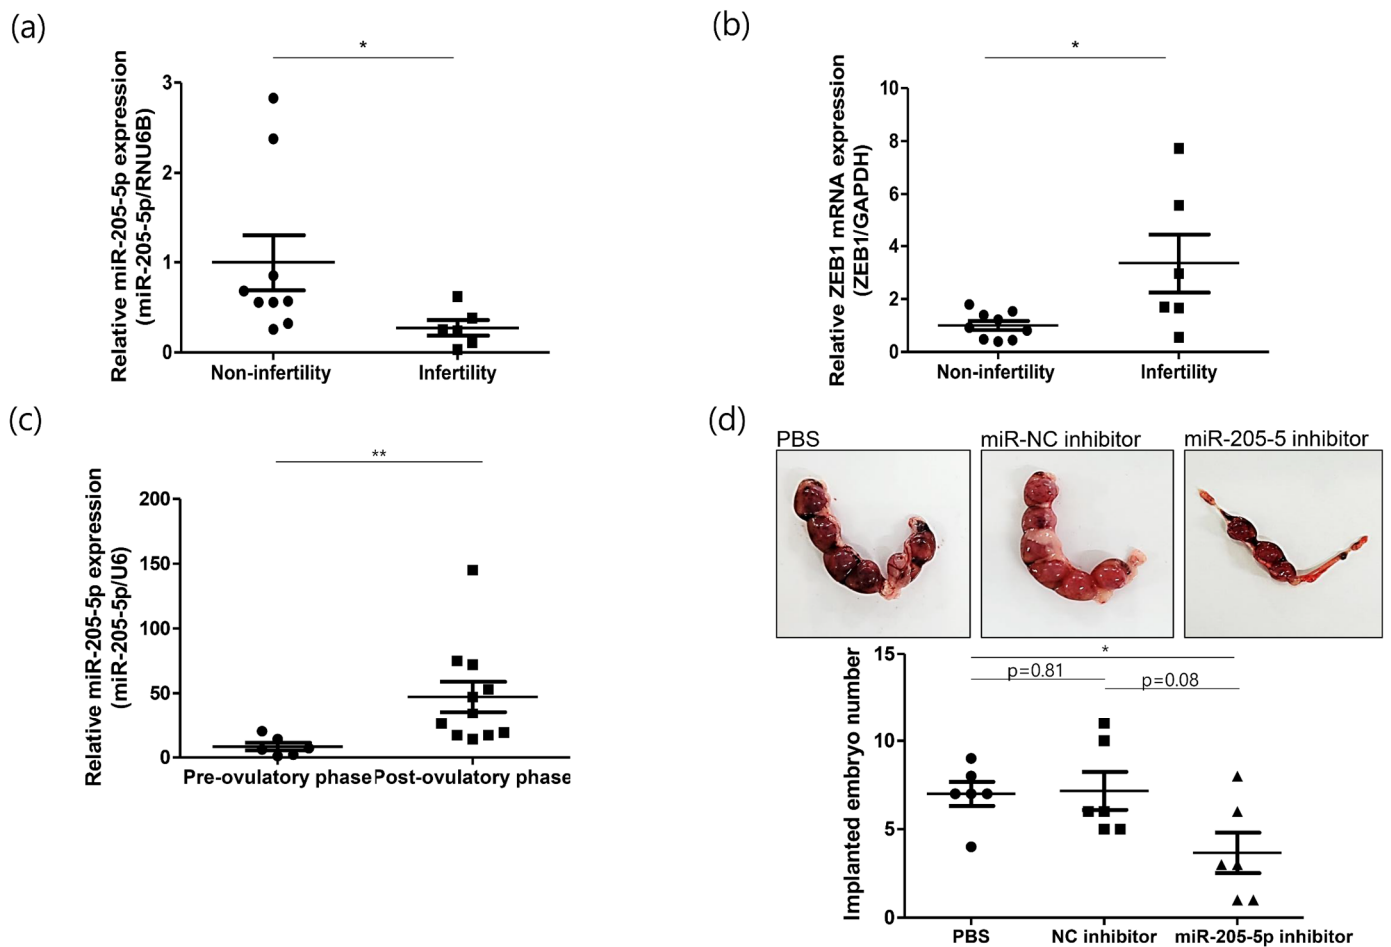 (a)
*
Relative miR-205-5p expression
(miR-205-5p/RNU6B)
3
2
1
0
Non-infertility
Infertility
(b)
*
Relative ZEB1 mRNA expression
(ZEB1/GAPDH)
10
8
6
4
2
0
Non-infertility
Infertility
(c)
**
Relative miR-205-5p expression
(miR-205-5p/U6)
200
150
100
50
0
Pre-ovulatory phase
Post-ovulatory phase
(d)
PBS
miR-NC inhibitor
miR-205-5 inhibitor
*
p=0.81
p=0.08
Implanted embryo number
15
10
5
0
PBS
NC inhibitor
miR-205-5p inhibitor